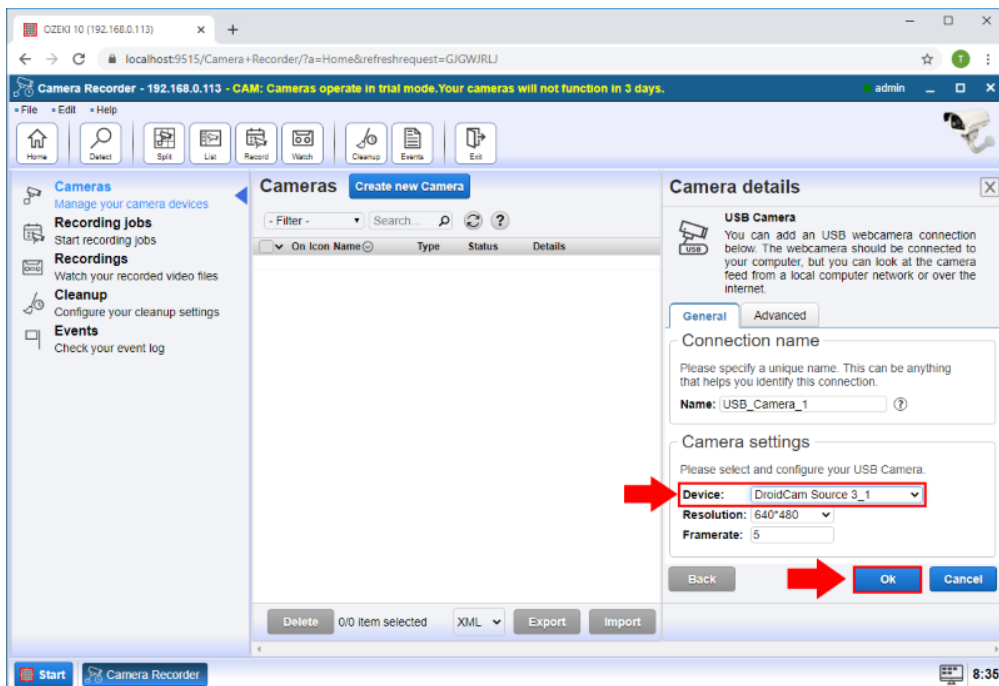 OZEKI 10 (192.168.0.113)
localhost:9515/Camera+Recorder/?a=Home&refreshrequest=GJGWJRLJ
T
Camera Recorder - 192.168.0.113 - CAM: Cameras operate in trial mode.Your cameras will not function in 3 days.
admin
File Edit Help
Home Detect Split List Record Watch Cleanup Events Exit
Cameras
Manage your camera devices
Recording jobs
Start recording jobs
Recordings
Watch your recorded video files
Cleanup
Configure your cleanup settings
Events
Check your event log
Cameras Create new Camera
- Filter - Search... ?
On Icon Name Type Status Details
Delete 0/0 item selected XML Export Import
Camera details
USB
USB Camera
You can add an USB webcamera connection
below. The webcamera should be connected to
your computer, but you can look at the camera
feed from a local computer network or over the
internet.
General Advanced
Connection name
Please specify a unique name. This can be anything
that helps you identify this connection.
Name: USB_Camera_1 ?
Camera settings
Please select and configure your USB Camera.
Device: DroidCam Source 3_1
Resolution: 640*480
Framerate: 5
Back Ok Cancel
Start Camera Recorder 8:35